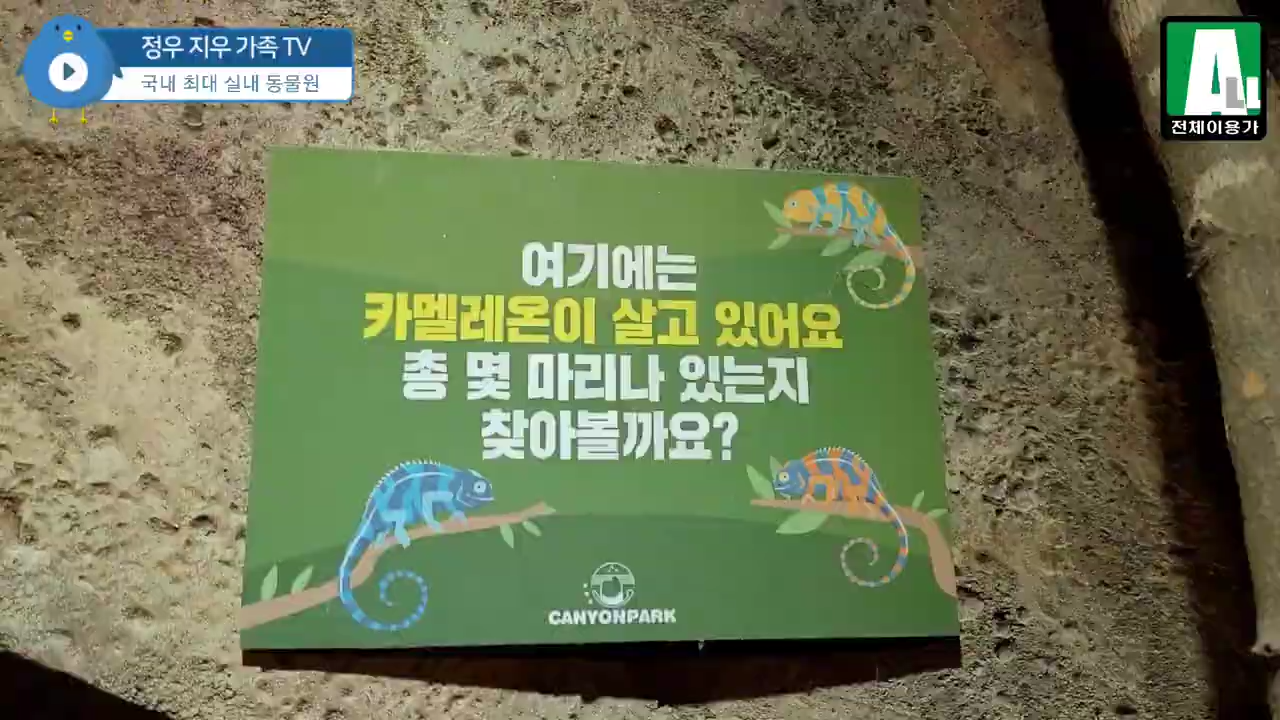 정우 지우 가족 TV
국내 최대 실내 동물원
ALL
전체이용가
여기에는
카멜레온이 살고 있어요
총 몇 마리나 있는지
찾아볼까요?
CANYONPARK